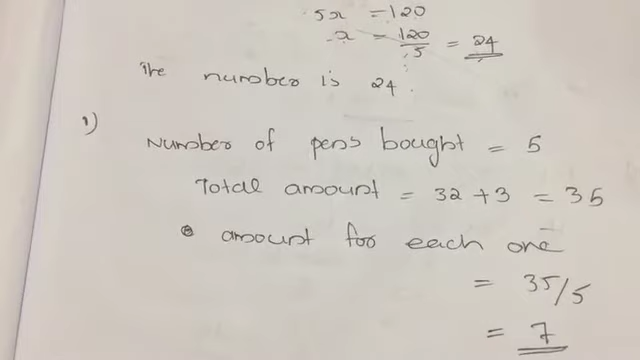 5x = 120
x = 120/5 = 24
The number is 24.
1)
Number of pens bought = 5
Total amount = 32 + 3 = 35
amount for each one
= 35/5
= 7